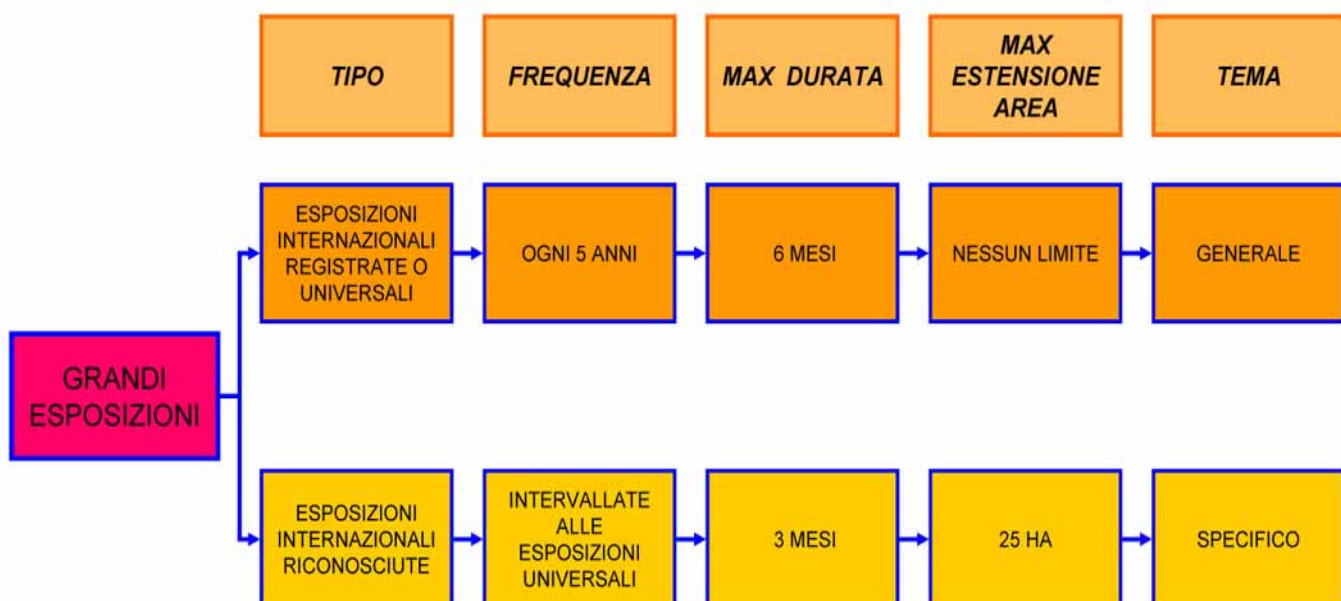 TIPO
FREQUENZA
MAX DURATA
MAX
ESTENSIONE
AREA
TEMA
GRANDI
ESPOSIZIONI
ESPOSIZIONI
INTERNAZIONALI
REGISTRATE O
UNIVERSALI
OGNI 5 ANNI
6 MESI
NESSUN LIMITE
GENERALE
ESPOSIZIONI
INTERNAZIONALI
RICONOSCIUTE
INTERVALLATE
ALLE
ESPOSIZIONI
UNIVERSALI
3 MESI
25 HA
SPECIFICO